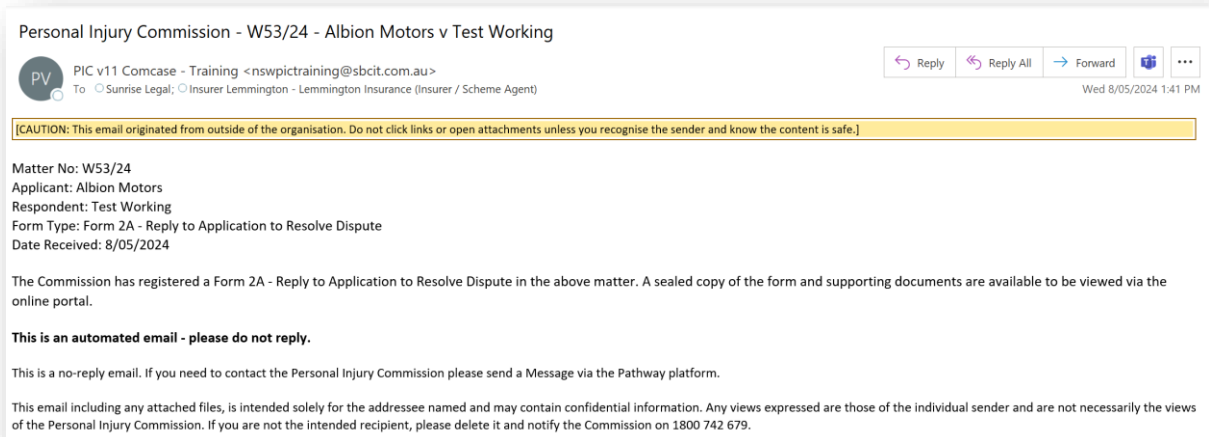 Personal Injury Commission - W53/24 - Albion Motors v Test Working
PV
PIC v11 Comcase - Training <nswpictraining@sbcit.com.au>
To Sunrise Legal; Insurer Lemmington - Lemmington Insurance (Insurer / Scheme Agent)
Reply
Reply All
Forward
Wed 8/05/2024 1:41 PM
[CAUTION: This email originated from outside of the organisation. Do not click links or open attachments unless you recognise the sender and know the content is safe.]
Matter No: W53/24
Applicant: Albion Motors
Respondent: Test Working
Form Type: Form 2A - Reply to Application to Resolve Dispute
Date Received: 8/05/2024
The Commission has registered a Form 2A - Reply to Application to Resolve Dispute in the above matter. A sealed copy of the form and supporting documents are available to be viewed via the
online portal.
This is an automated email - please do not reply.
This is a no-reply email. If you need to contact the Personal Injury Commission please send a Message via the Pathway platform.
This email including any attached files, is intended solely for the addressee named and may contain confidential information. Any views expressed are those of the individual sender and are not necessarily the views
of the Personal Injury Commission. If you are not the intended recipient, please delete it and notify the Commission on 1800 742 679.